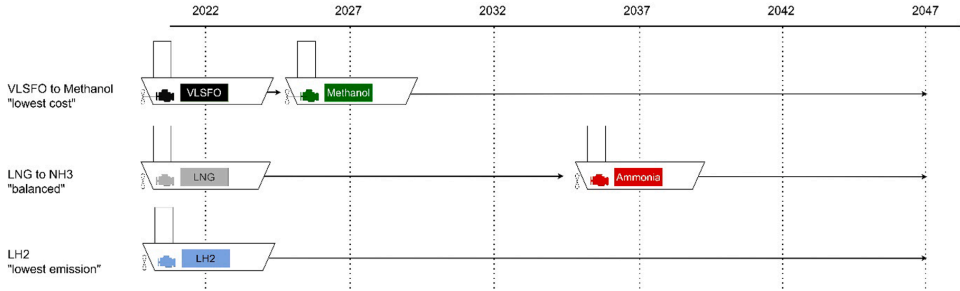 2022 2027 2032 2037 2042 2047
VLSFO to Methanol
"lowest cost"
VLSFO Methanol
LNG to NH3
"balanced"
LNG Ammonia
LH2
"lowest emission"
LH2